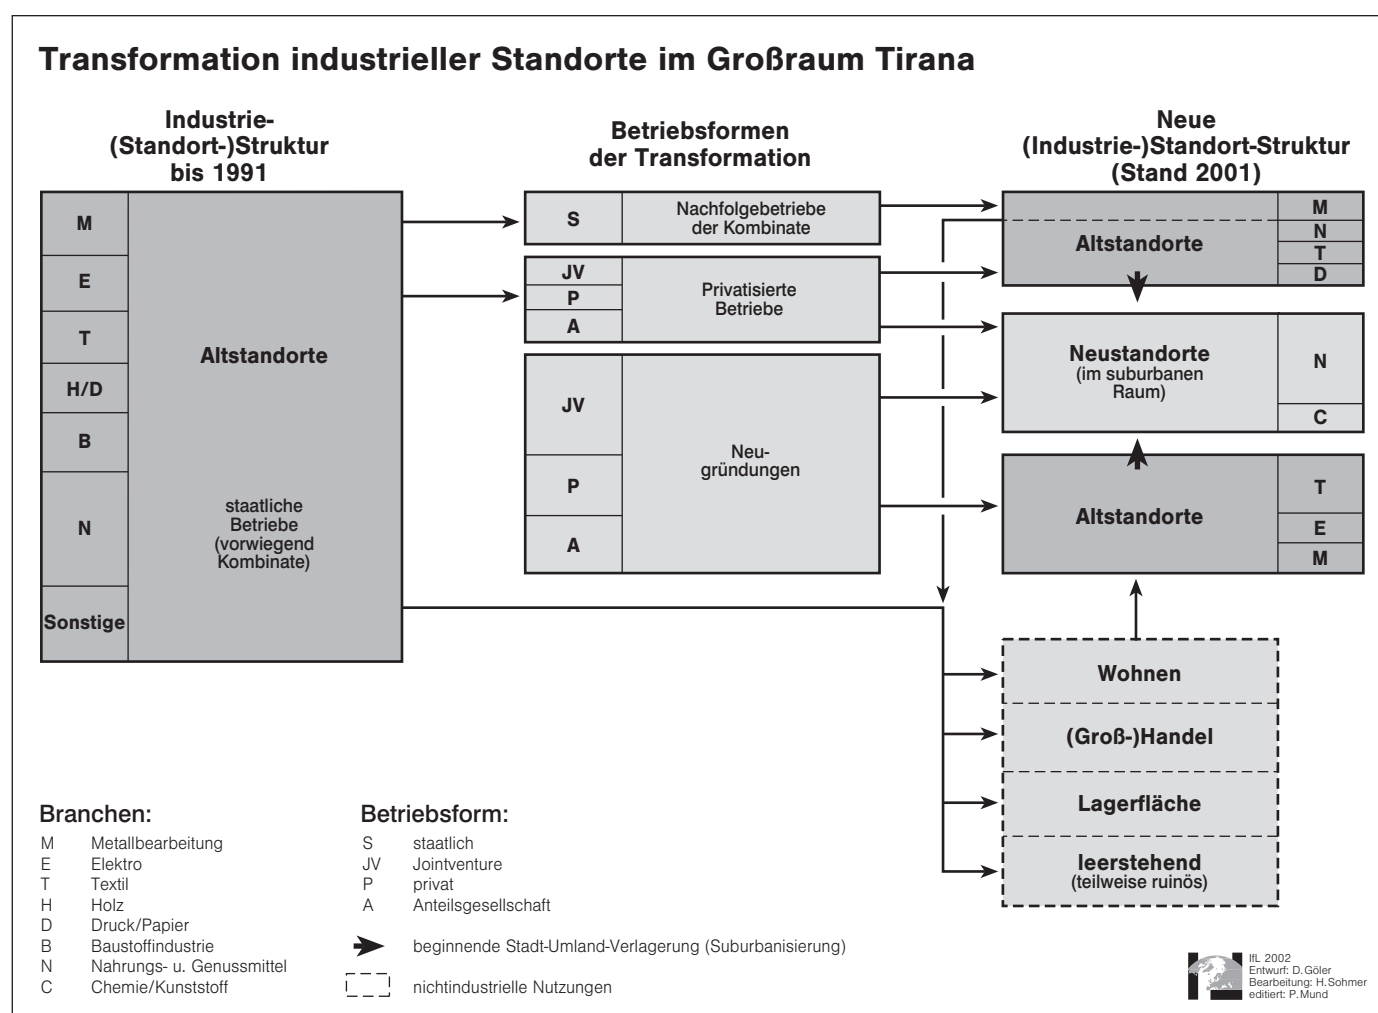 Transformation industrieller Standorte im Großraum Tirana
Industrie-
(Standort-)Struktur
bis 1991
M
E
T
H/D
B
N
Sonstige
Altstandorte
staatliche
Betriebe
(vorwiegend
Kombinate)
Betriebsformen
der Transformation
S
Nachfolgebetriebe
der Kombinate
JV
P
A
Privatisierte
Betriebe
JV
P
A
Neu-
gründungen
Neue
(Industrie-)Standort-Struktur
(Stand 2001)
Altstandorte
M
N
T
D
Neustandorte
(im suburbanen
Raum)
N
C
Altstandorte
T
E
M
Wohnen
(Groß-)Handel
Lagerfläche
leerstehend
(teilweise ruinös)
Branchen:
M Metallbearbeitung
E Elektro
T Textil
H Holz
D Druck/Papier
B Baustoffindustrie
N Nahrungs- u. Genussmittel
C Chemie/Kunststoff
Betriebsform:
S staatlich
JV Jointventure
P privat
A Anteilsgesellschaft
beginnende Stadt-Umland-Verlagerung (Suburbanisierung)
nichtindustrielle Nutzungen
IfL 2002
Entwurf: D.Göler
Bearbeitung: H.Sohmer
editiert: P.Mund